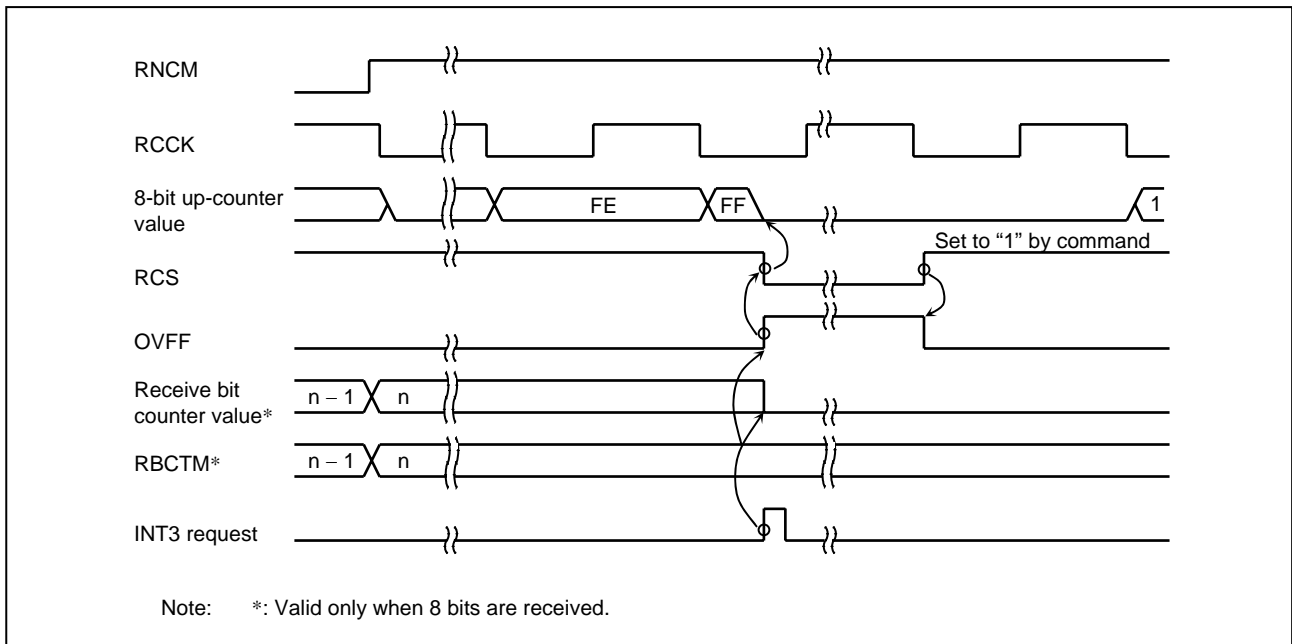 RNCM
RCCK
8-bit up-counter
value
FE
FF
1
Set to “1” by command
RCS
OVFF
Receive bit
counter value*
n – 1
n
RBCTM*
n – 1
n
INT3 request
Note: *: Valid only when 8 bits are received.